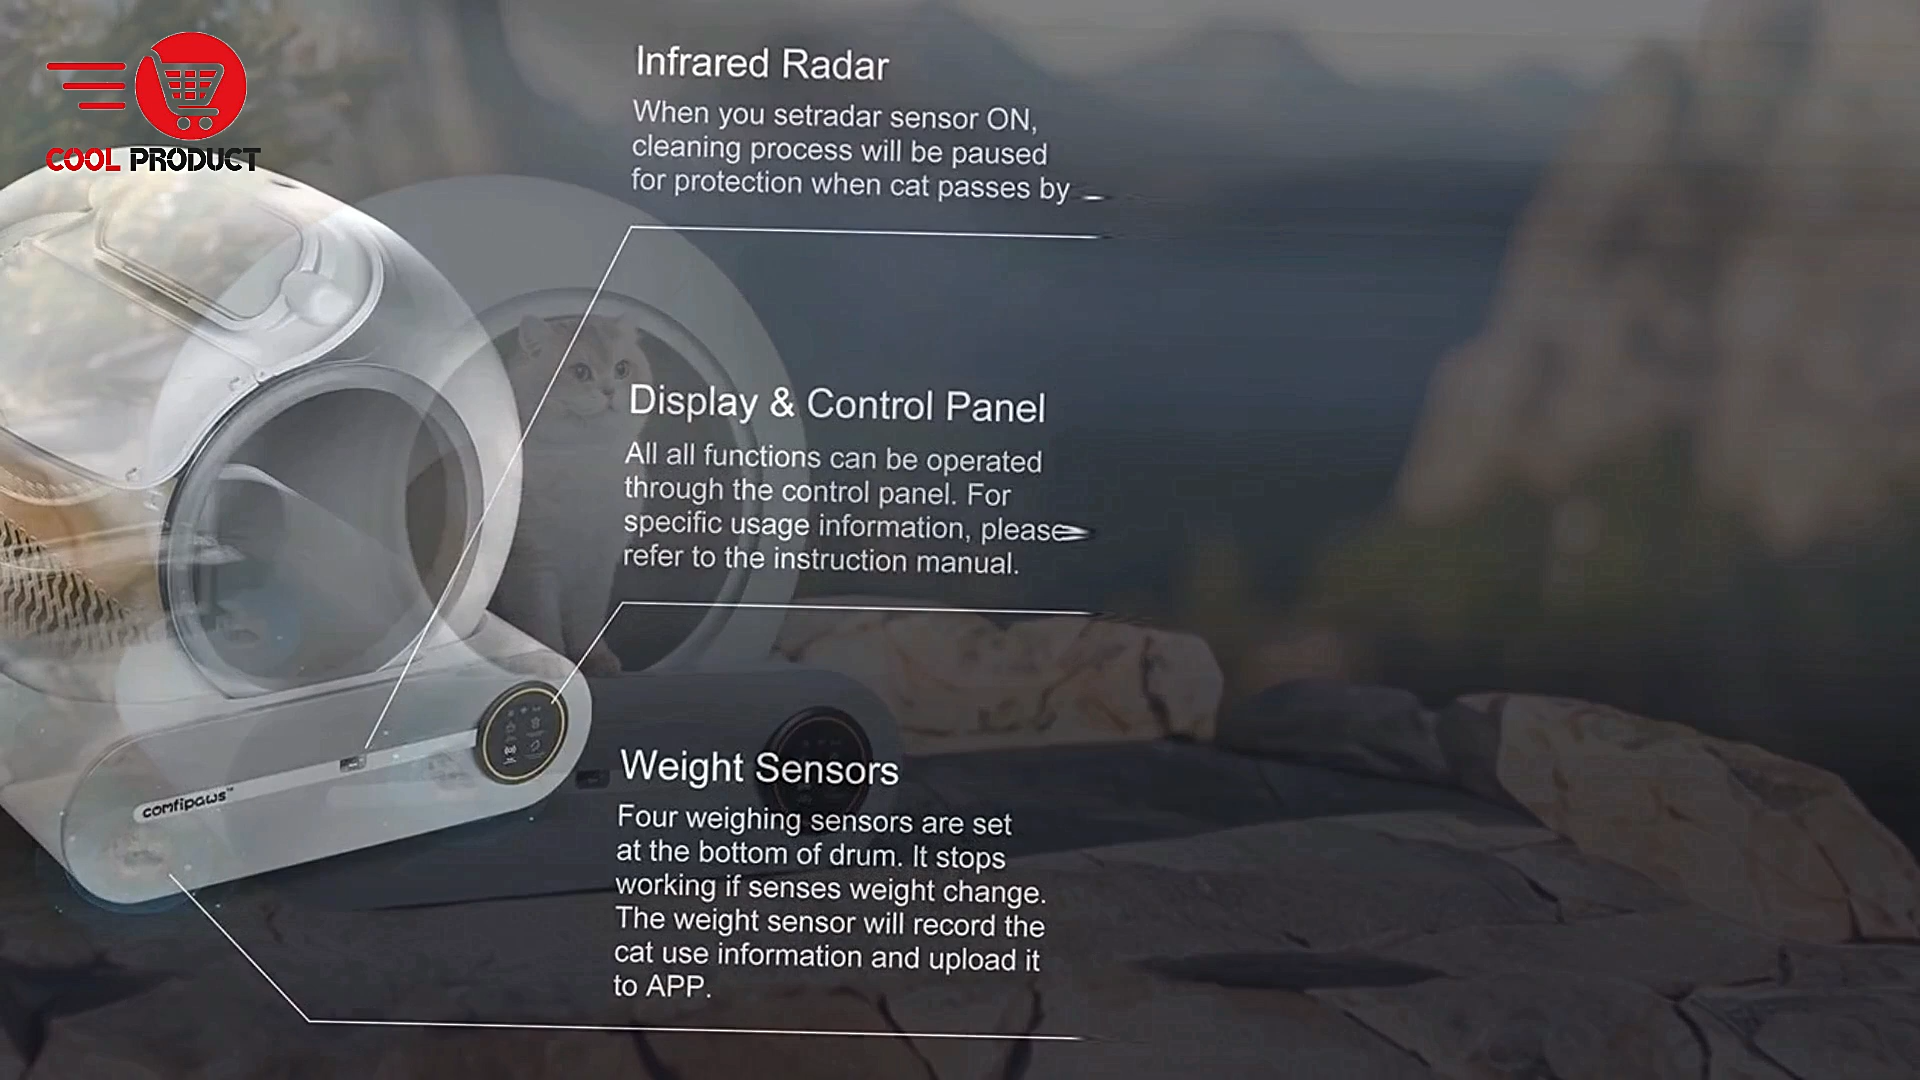 COOL PRODUCT
Infrared Radar
When you setradar sensor ON,
cleaning process will be paused
for protection when cat passes by
Display & Control Panel
All all functions can be operated
through the control panel. For
specific usage information, please
refer to the instruction manual.
comfipaws™
Weight Sensors
Four weighing sensors are set
at the bottom of drum. It stops
working if senses weight change.
The weight sensor will record the
cat use information and upload it
to APP.